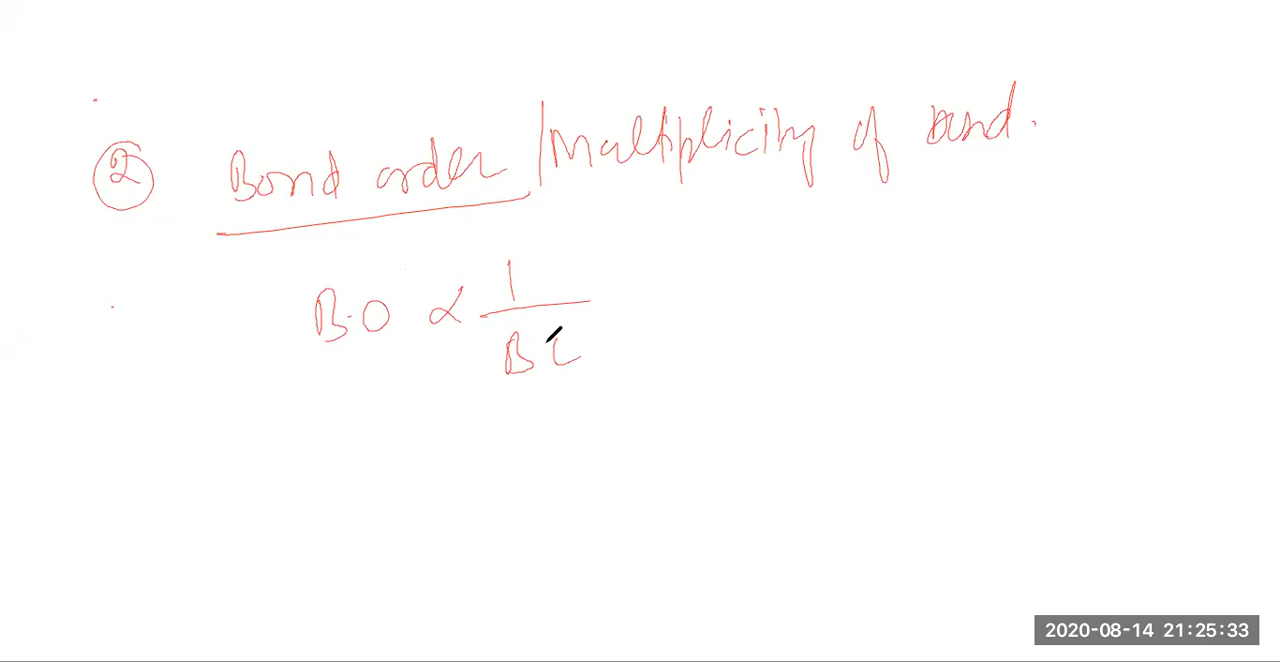 ② Bond order / Multiplicity of bond.
B.O ∝ 1
BL
2020-08-14 21:25:33